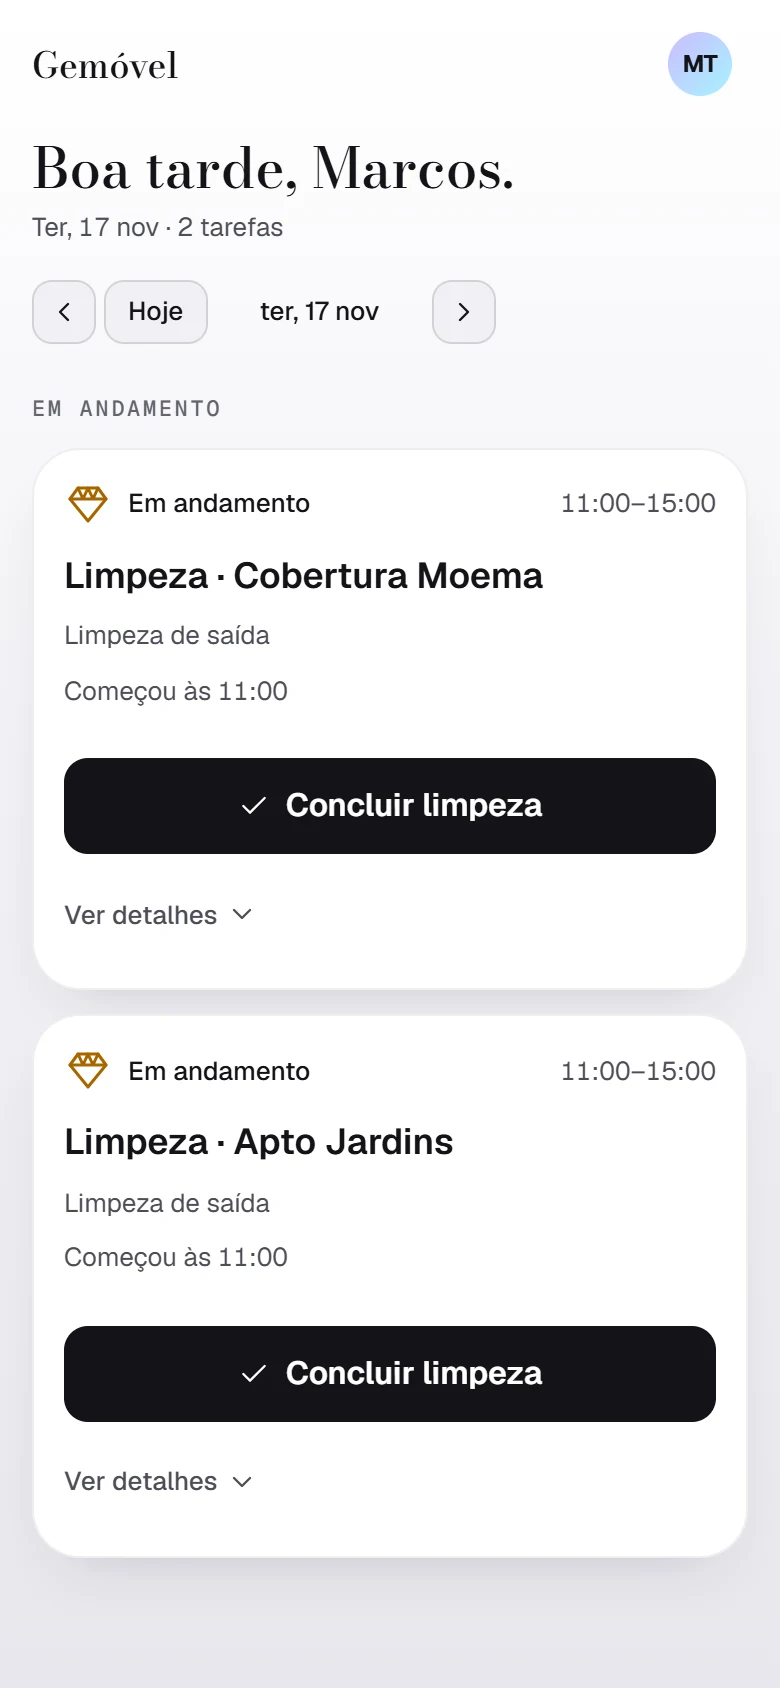 Gemóvel
MT
Boa tarde, Marcos.
Ter, 17 nov · 2 tarefas
Hoje
ter, 17 nov
EM ANDAMENTO
Em andamento
11:00–15:00
Limpeza · Cobertura Moema
Limpeza de saída
Começou às 11:00
Concluir limpeza
Ver detalhes
Em andamento
11:00–15:00
Limpeza · Apto Jardins
Limpeza de saída
Começou às 11:00
Concluir limpeza
Ver detalhes